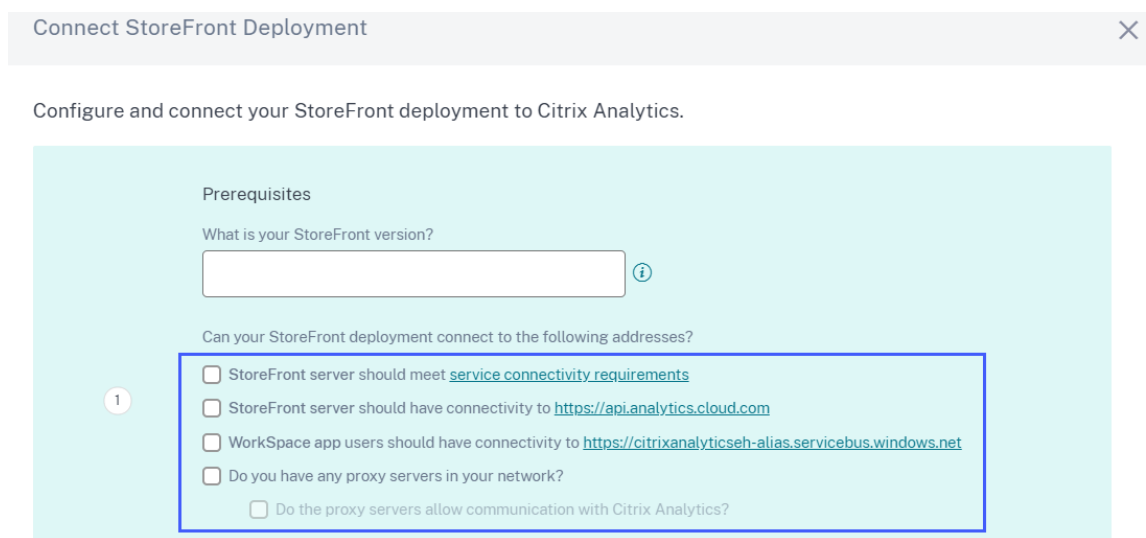 Connect StoreFront Deployment
Configure and connect your StoreFront deployment to Citrix Analytics.
Prerequisites
What is your StoreFront version?
Can your StoreFront deployment connect to the following addresses?
StoreFront server should meet service connectivity requirements
1
StoreFront server should have connectivity to https://api.analytics.cloud.com
WorkSpace app users should have connectivity to https://citrixanalyticseh-alias.servicebus.windows.net
Do you have any proxy servers in your network?
Do the proxy servers allow communication with Citrix Analytics?